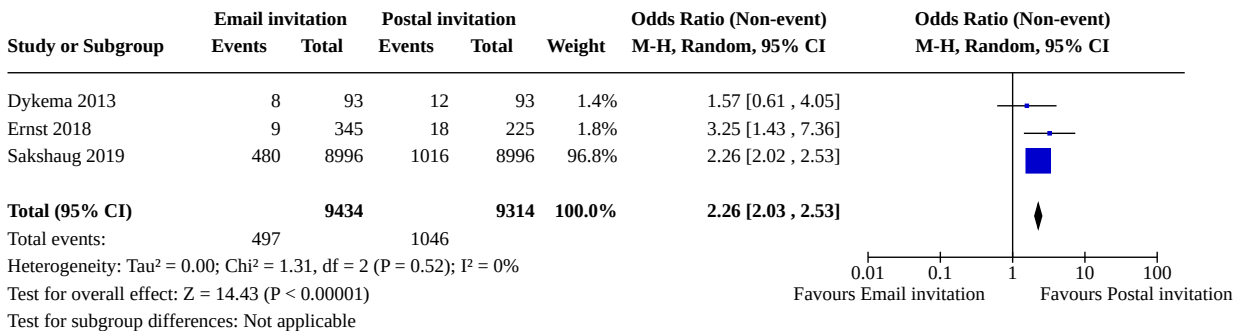 Email invitation Postal invitation Odds Ratio (Non-event) Odds Ratio (Non-event)
Study or Subgroup Events Total Events Total Weight M-H, Random, 95% CI M-H, Random, 95% CI
Dykema 2013 8 93 12 93 1.4% 1.57 [0.61 , 4.05]
Ernst 2018 9 345 18 225 1.8% 3.25 [1.43 , 7.36]
Sakshaug 2019 480 8996 1016 8996 96.8% 2.26 [2.02 , 2.53]
Total (95% CI) 9434 9314 100.0% 2.26 [2.03 , 2.53]
Total events: 497 1046
Heterogeneity: Tau² = 0.00; Chi² = 1.31, df = 2 (P = 0.52); I² = 0%
0.01 0.1 1 10 100
Test for overall effect: Z = 14.43 (P < 0.00001) Favours Email invitation Favours Postal invitation
Test for subgroup differences: Not applicable